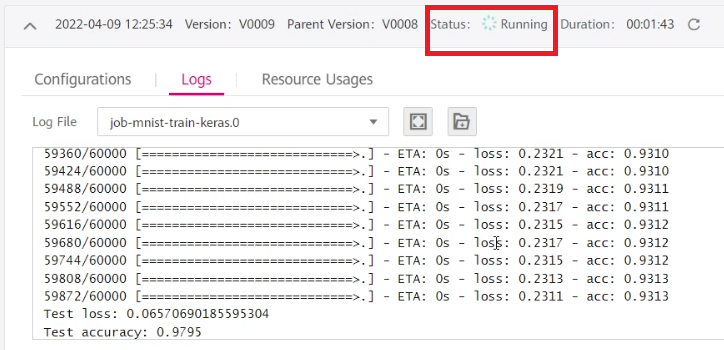 2022-04-09 12:25:34 Version: V0009 Parent Version: V0008 Status: Running Duration: 00:01:43
Configurations Logs Resource Usages
Log File job-mnist-train-keras.0
59360/60000 [==============================>.] - ETA: 0s - loss: 0.2321 - acc: 0.9310
59424/60000 [==============================>.] - ETA: 0s - loss: 0.2321 - acc: 0.9310
59488/60000 [==============================>.] - ETA: 0s - loss: 0.2319 - acc: 0.9311
59552/60000 [==============================>.] - ETA: 0s - loss: 0.2317 - acc: 0.9311
59616/60000 [==============================>.] - ETA: 0s - loss: 0.2315 - acc: 0.9312
59680/60000 [==============================>.] - ETA: 0s - loss: 0.2317 - acc: 0.9312
59744/60000 [==============================>.] - ETA: 0s - loss: 0.2315 - acc: 0.9312
59808/60000 [==============================>.] - ETA: 0s - loss: 0.2313 - acc: 0.9313
59872/60000 [==============================>.] - ETA: 0s - loss: 0.2311 - acc: 0.9313
Test loss: 0.06570690185595304
Test accuracy: 0.9795